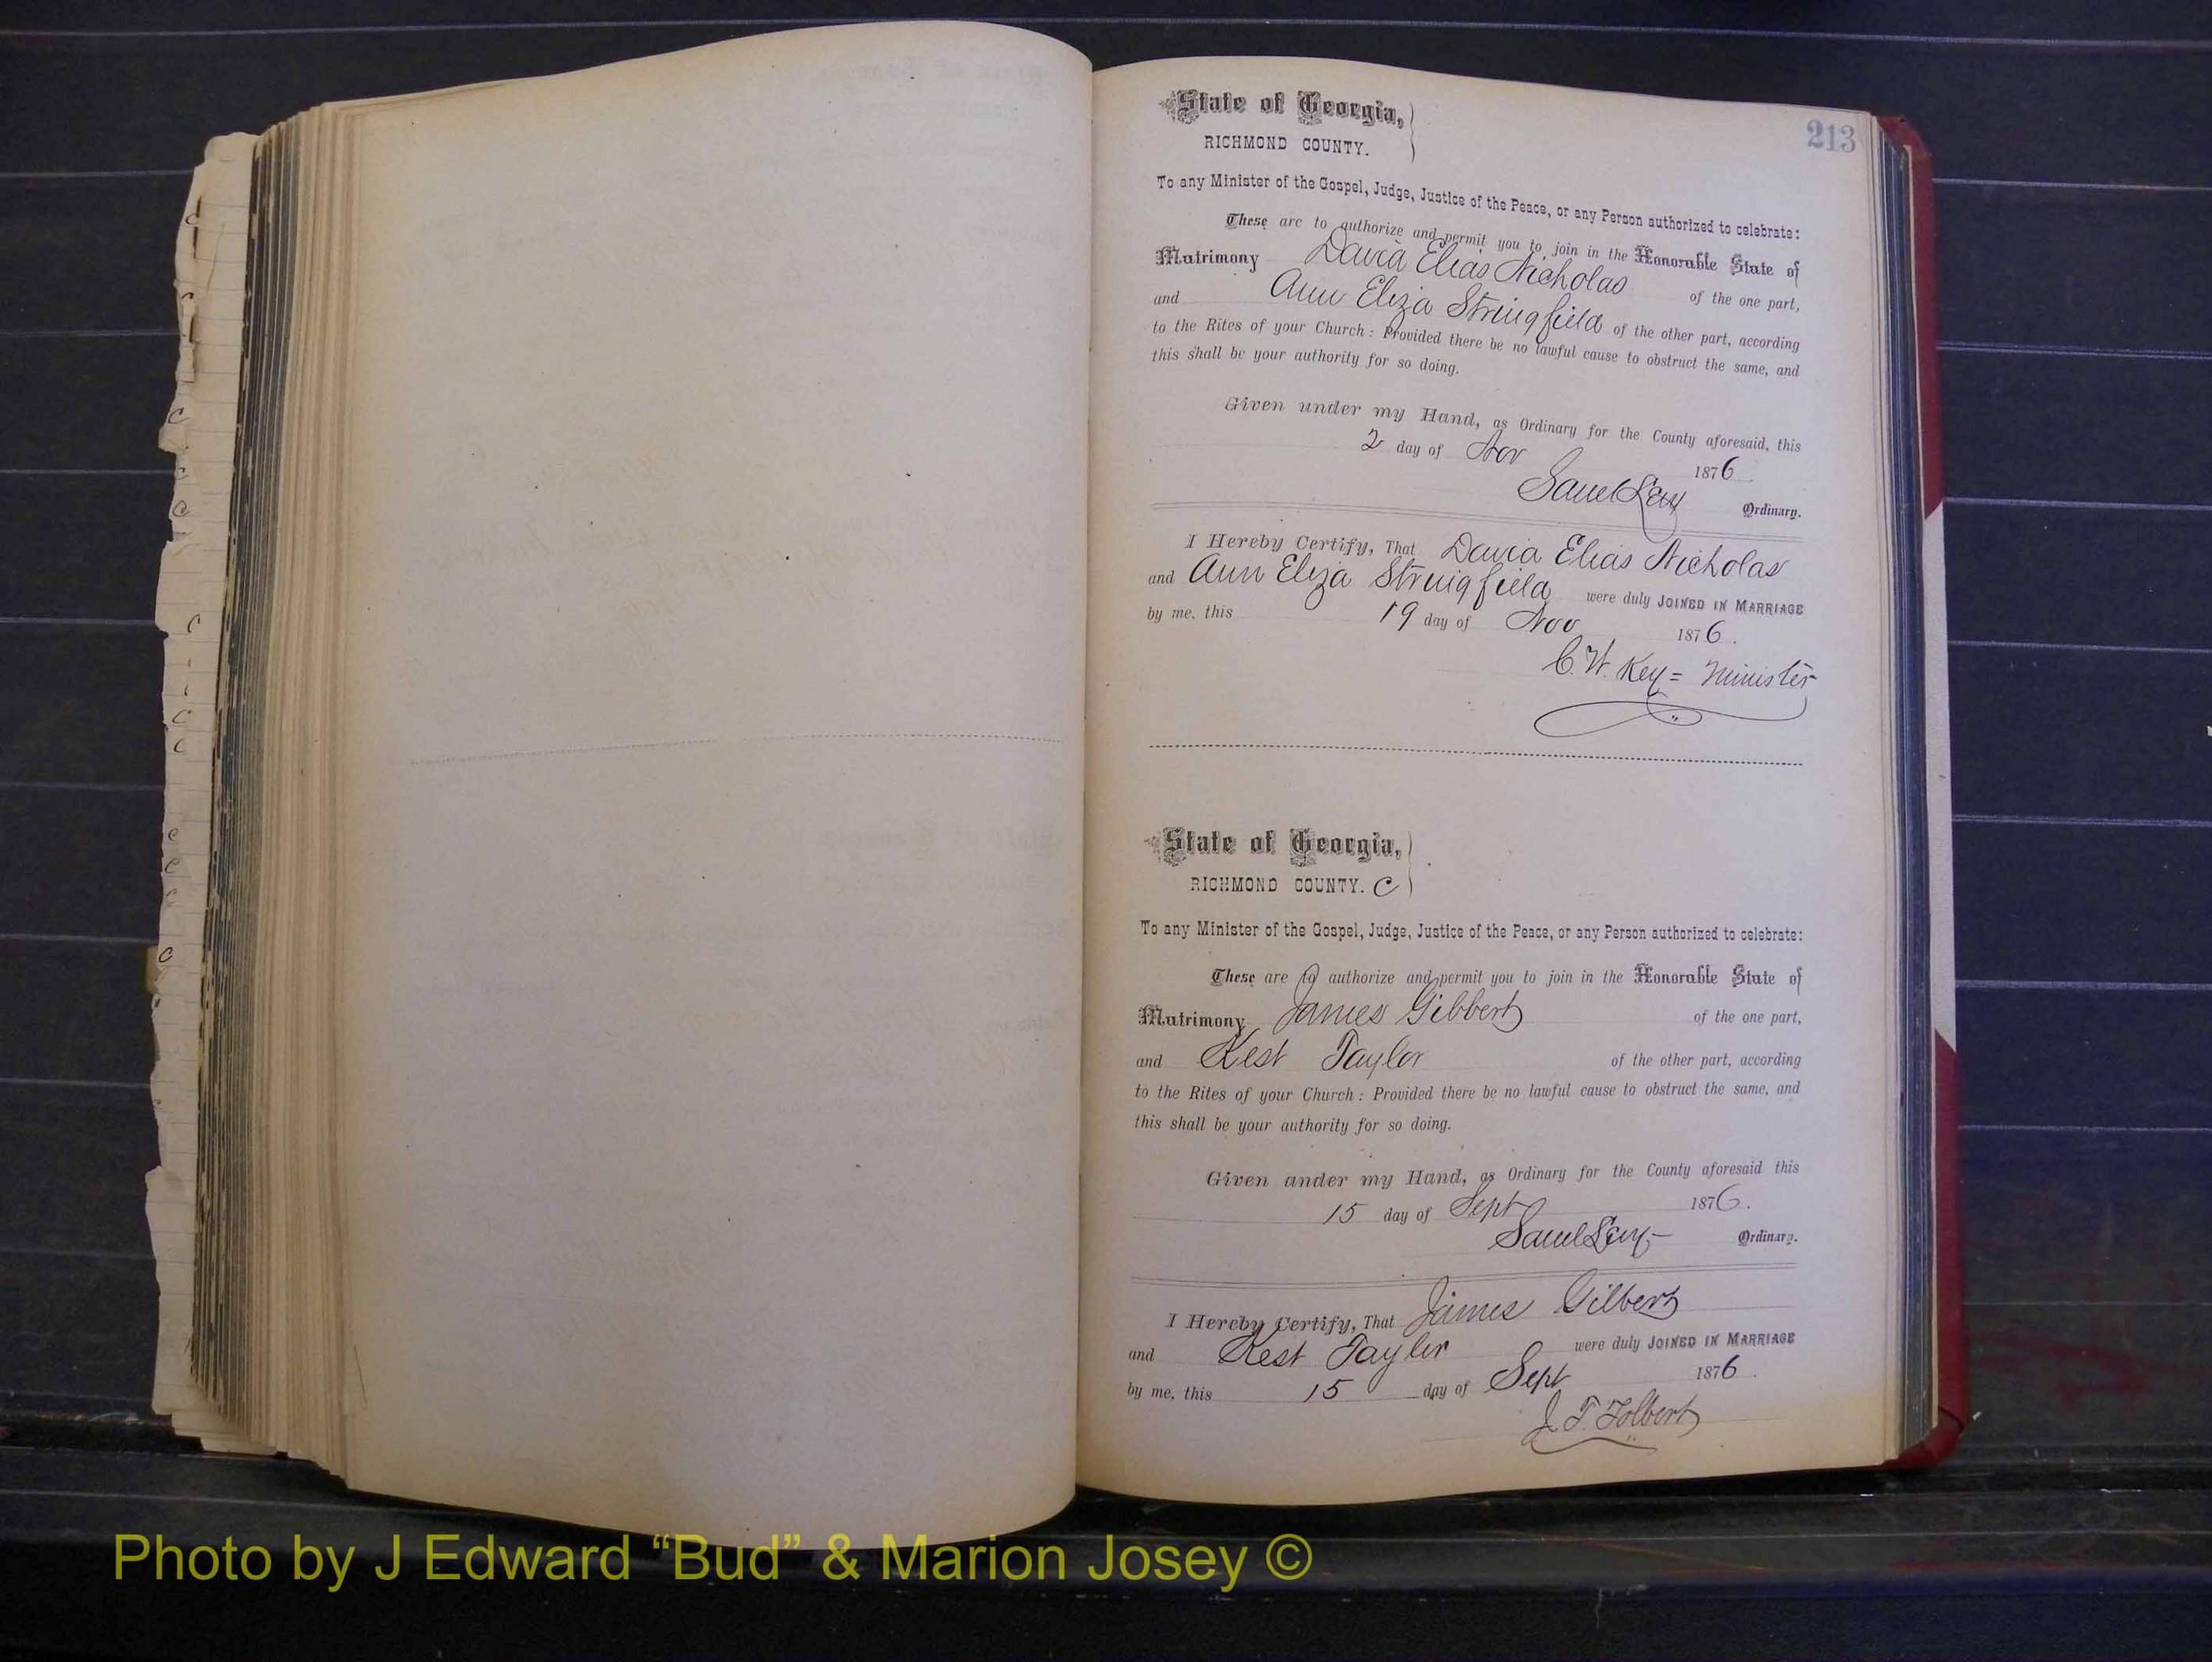 213
State of Georgia,
RICHMOND COUNTY.
To any Minister of the Gospel, Judge, Justice of the Peace, or any Person authorized to celebrate:
These are to authorize and permit you to join in the Honorable State of
Matrimony David Elias Nicholas of the one part,
and Ann Eliza Stringfield of the other part, according
to the Rites of your Church: Provided there be no lawful cause to obstruct the same, and
this shall be your authority for so doing.
Given under my Hand, as Ordinary for the County aforesaid, this
2 day of Nov 1876
Saml Levy Ordinary.
I Hereby Certify, That David Elias Nicholas
and Ann Eliza Stringfield were duly JOINED IN MARRIAGE
by me, this 19 day of Nov 1876.
C. W. Key = Minister
State of Georgia,
RICHMOND COUNTY. C
To any Minister of the Gospel, Judge, Justice of the Peace, or any Person authorized to celebrate:
These are to authorize and permit you to join in the Honorable State of
Matrimony James Gibbert of the one part,
and Kest Taylor of the other part, according
to the Rites of your Church: Provided there be no lawful cause to obstruct the same, and
this shall be your authority for so doing.
Given under my Hand, as Ordinary for the County aforesaid this
15 day of Sept 1876.
Saml Levy Ordinary.
I Hereby Certify, That James Gilbert
and Kest Taylor were duly JOINED IN MARRIAGE
by me, this 15 day of Sept 1876.
J. T. Tolbert
Photo by J Edward “Bud” & Marion Josey ©